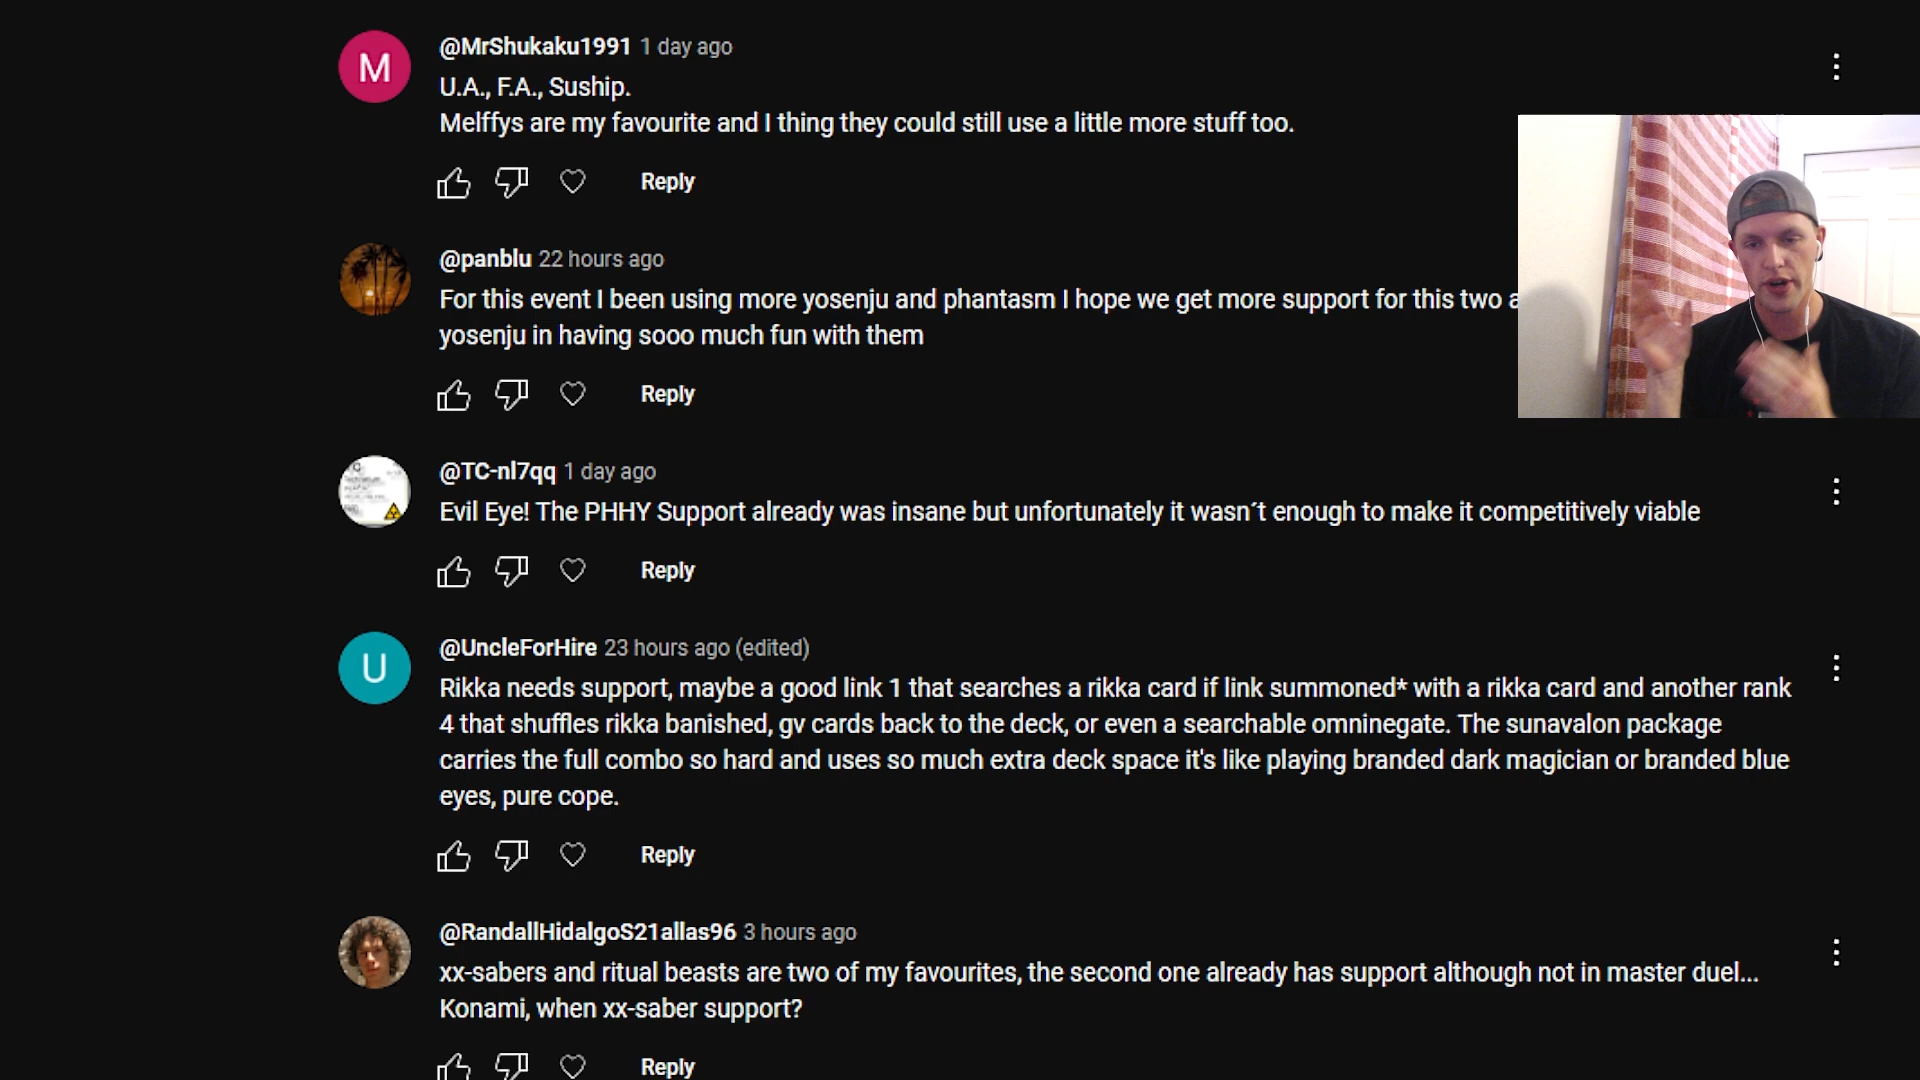 M
@MrShukaku1991 1 day ago
U.A., F.A., Suship.
Melffys are my favourite and I thing they could still use a little more stuff too.
Reply
@panblu 22 hours ago
For this event I been using more yosenju and phantasm I hope we get more support for this two
yosenju in having sooo much fun with them
Reply
@TC-nl7qq 1 day ago
Evil Eye! The PHHY Support already was insane but unfortunately it wasn´t enough to make it competitively viable
Reply
U
@UncleForHire 23 hours ago (edited)
Rikka needs support, maybe a good link 1 that searches a rikka card if link summoned* with a rikka card and another rank
4 that shuffles rikka banished, gv cards back to the deck, or even a searchable omninegate. The sunavalon package
carries the full combo so hard and uses so much extra deck space it's like playing branded dark magician or branded blue
eyes, pure cope.
Reply
@RandallHidalgoS21allas96 3 hours ago
xx-sabers and ritual beasts are two of my favourites, the second one already has support although not in master duel...
Konami, when xx-saber support?
Reply